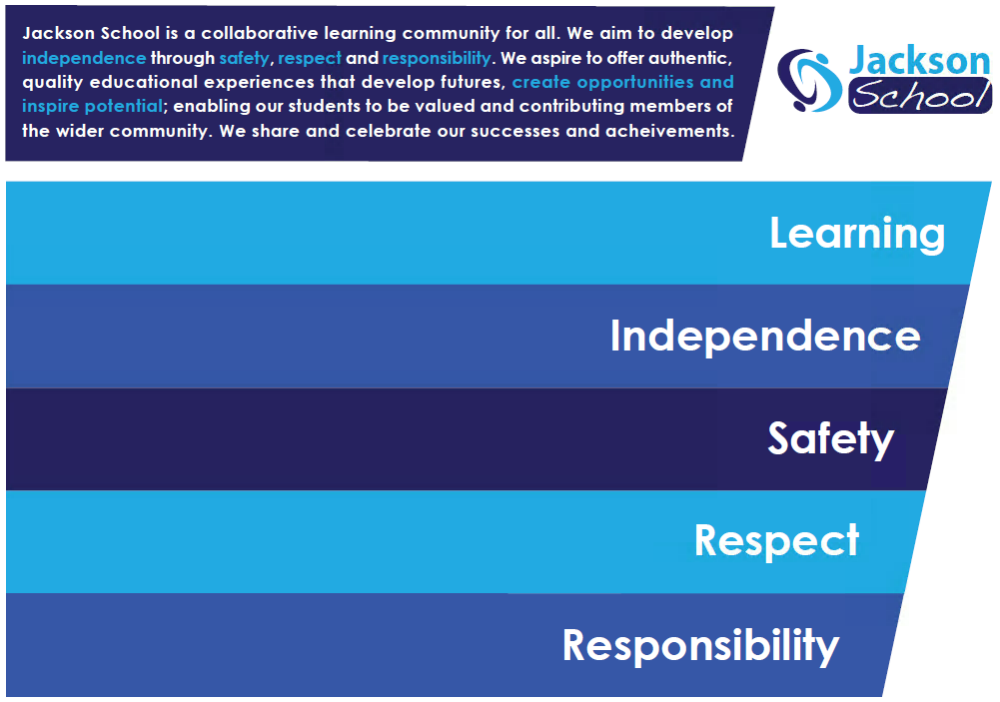 Jackson School is a collaborative learning community for all. We aim to develop
independence through safety, respect and responsibility. We aspire to offer authentic,
quality educational experiences that develop futures, create opportunities and
inspire potential; enabling our students to be valued and contributing members of
the wider community. We share and celebrate our successes and acheivements.
Jackson
School
Learning
Independence
Safety
Respect
Responsibility